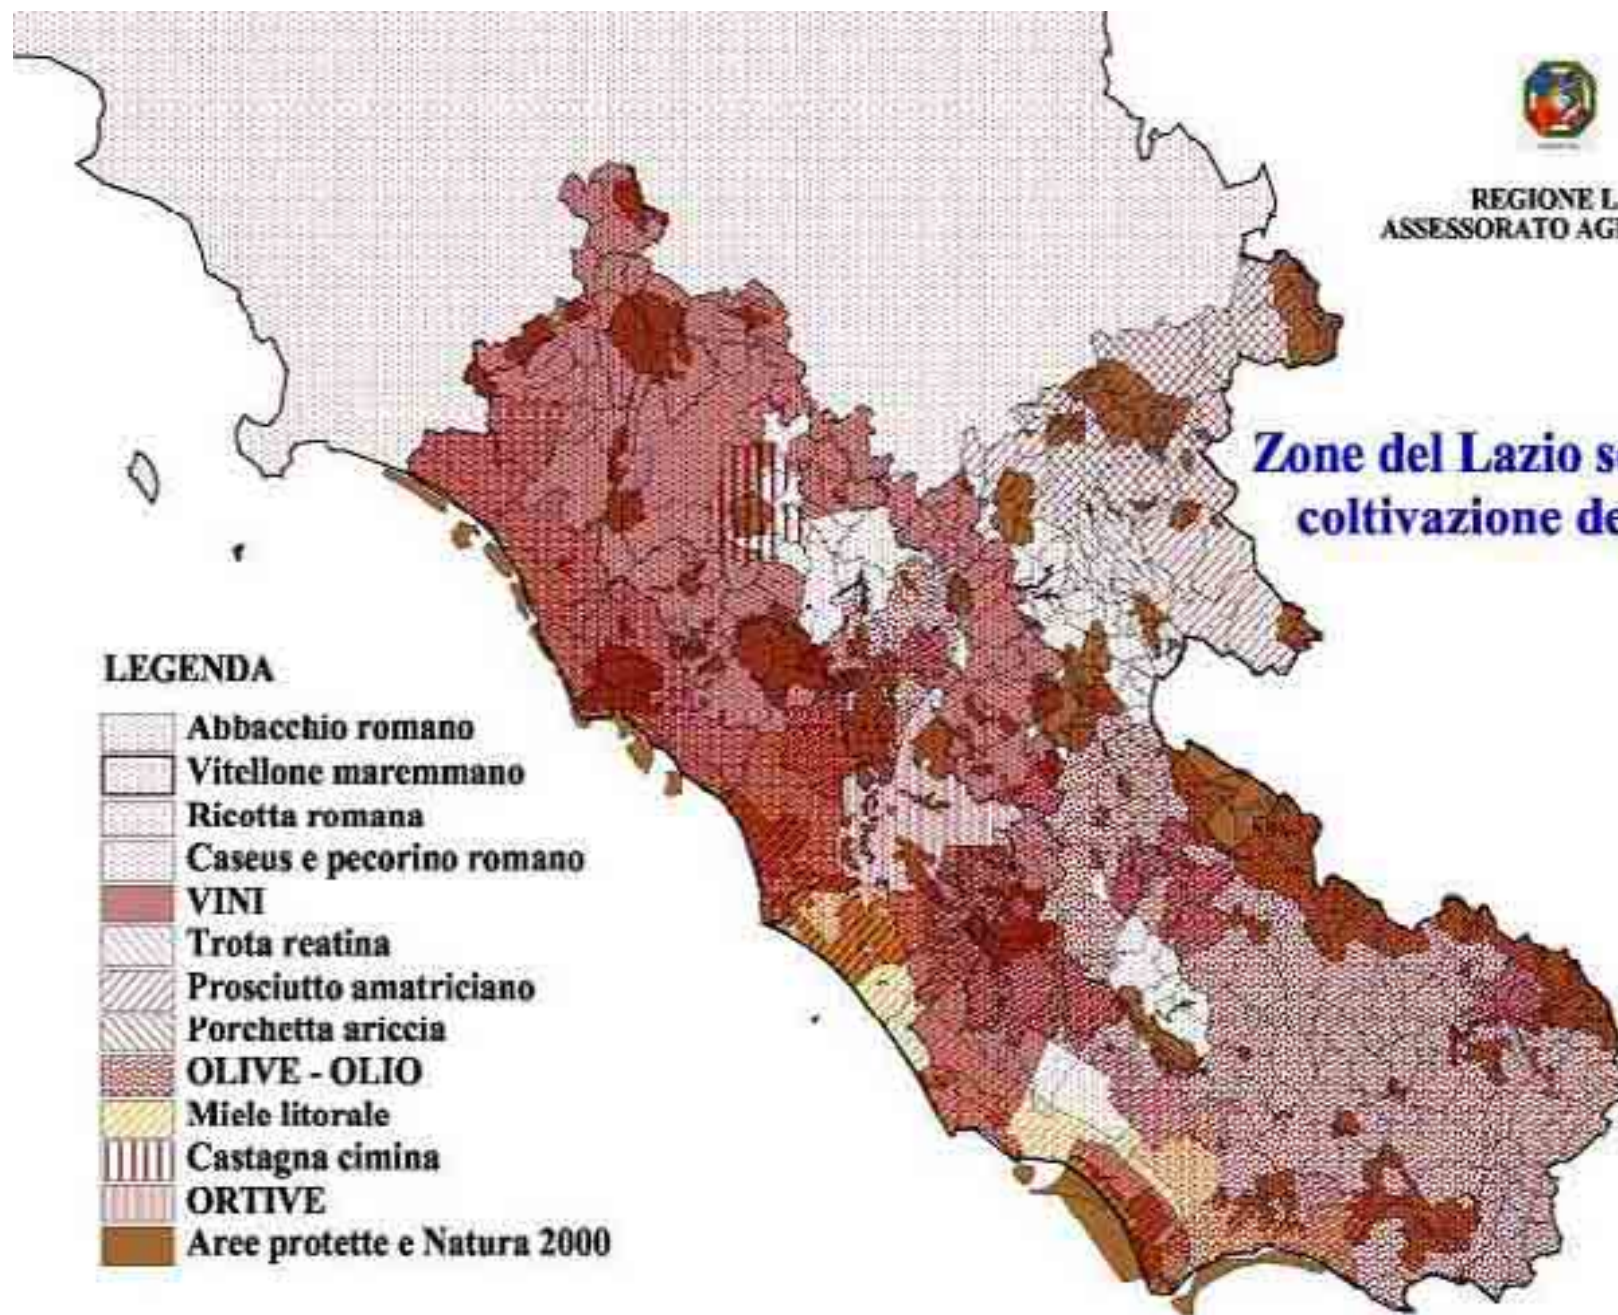 REGIONE L
ASSESSORATO AG
Zone del Lazio s
coltivazione de
LEGENDA
Abbacchio romano
Vitellone maremmano
Ricotta romana
Caseus e pecorino romano
VINI
Trota reatina
Prosciutto amatriciano
Porchetta ariccia
OLIVE - OLIO
Miele litorale
Castagna cimina
ORTIVE
Aree protette e Natura 2000